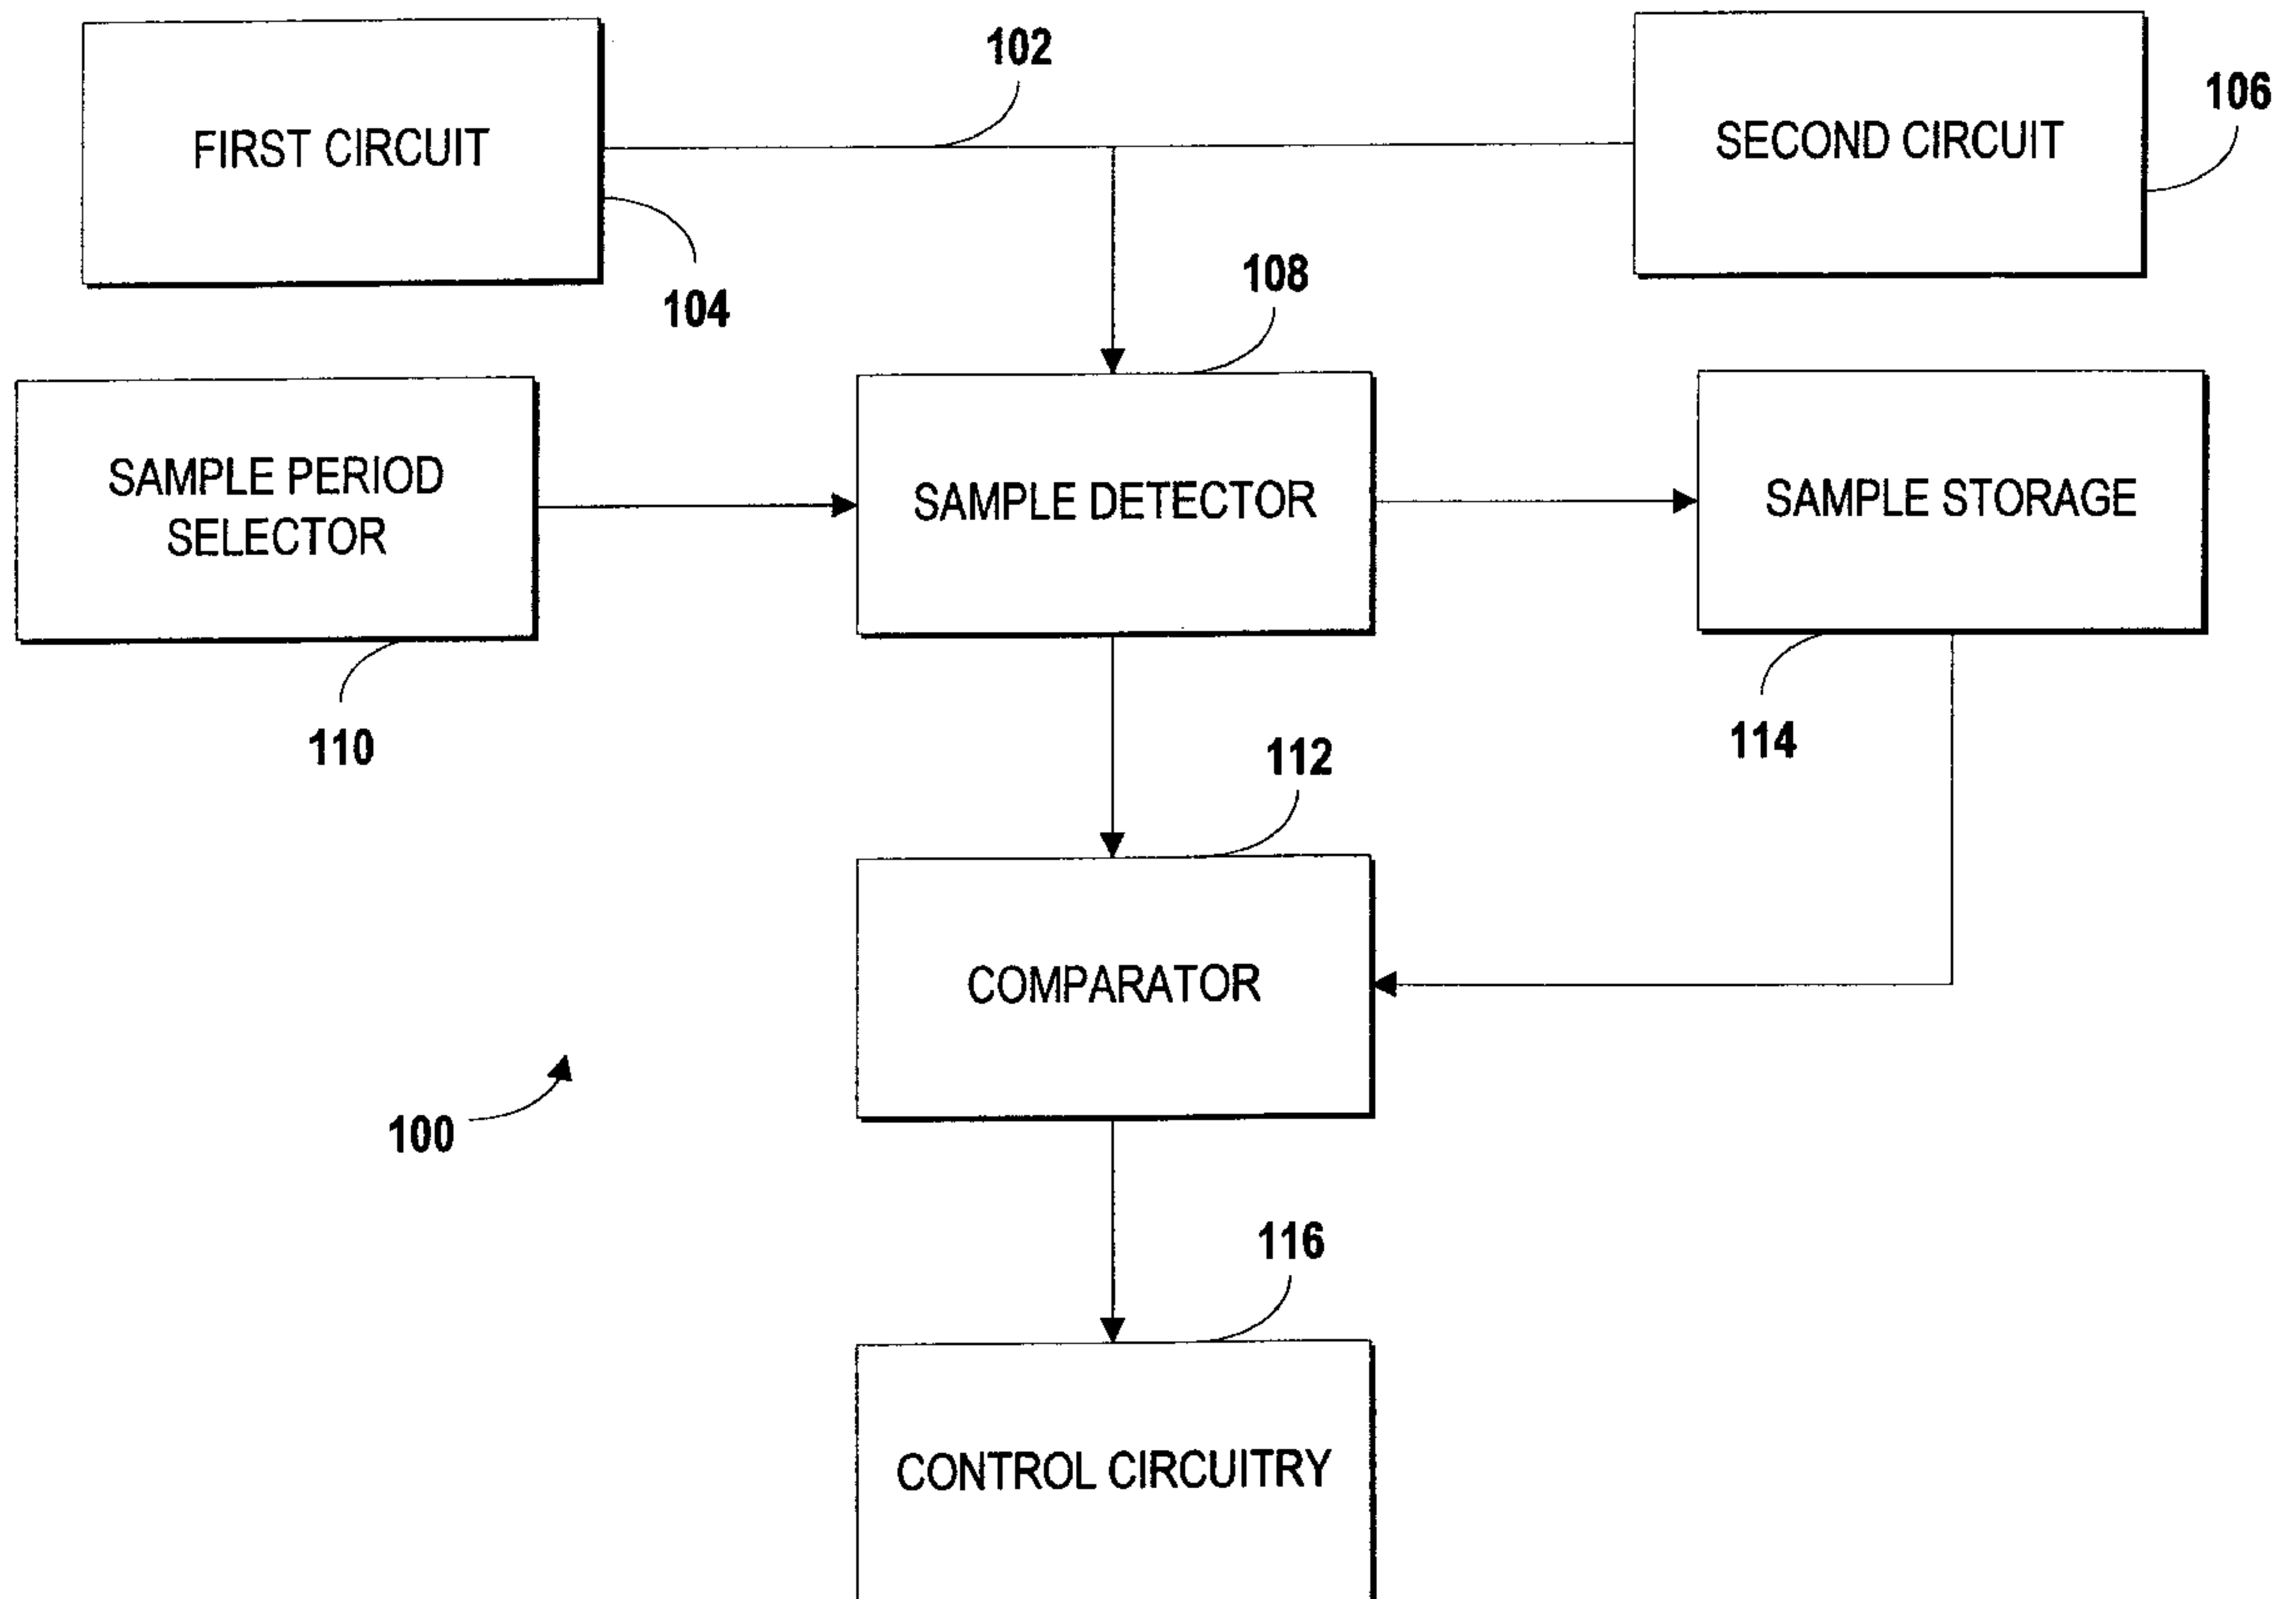 102
FIRST CIRCUIT
SECOND CIRCUIT
106
104
108
SAMPLE PERIOD
SELECTOR
SAMPLE DETECTOR
SAMPLE STORAGE
110
112
114
COMPARATOR
100
116
CONTROL CIRCUITRY